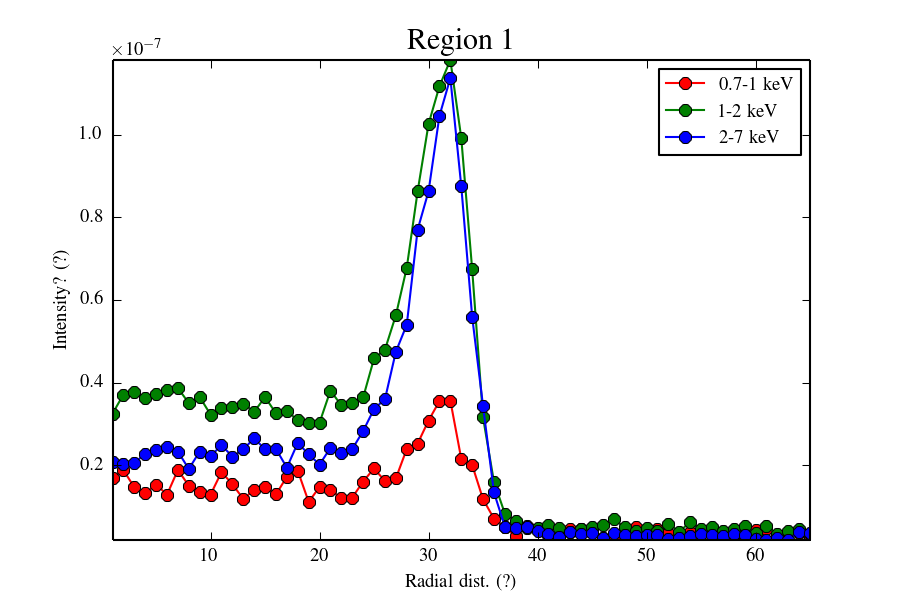 Region 1
×10⁻⁷
0.7-1 keV
1-2 keV
2-7 keV
1.0
0.8
0.6
0.4
0.2
Intensity? (?)
10 20 30 40 50 60
Radial dist. (?)